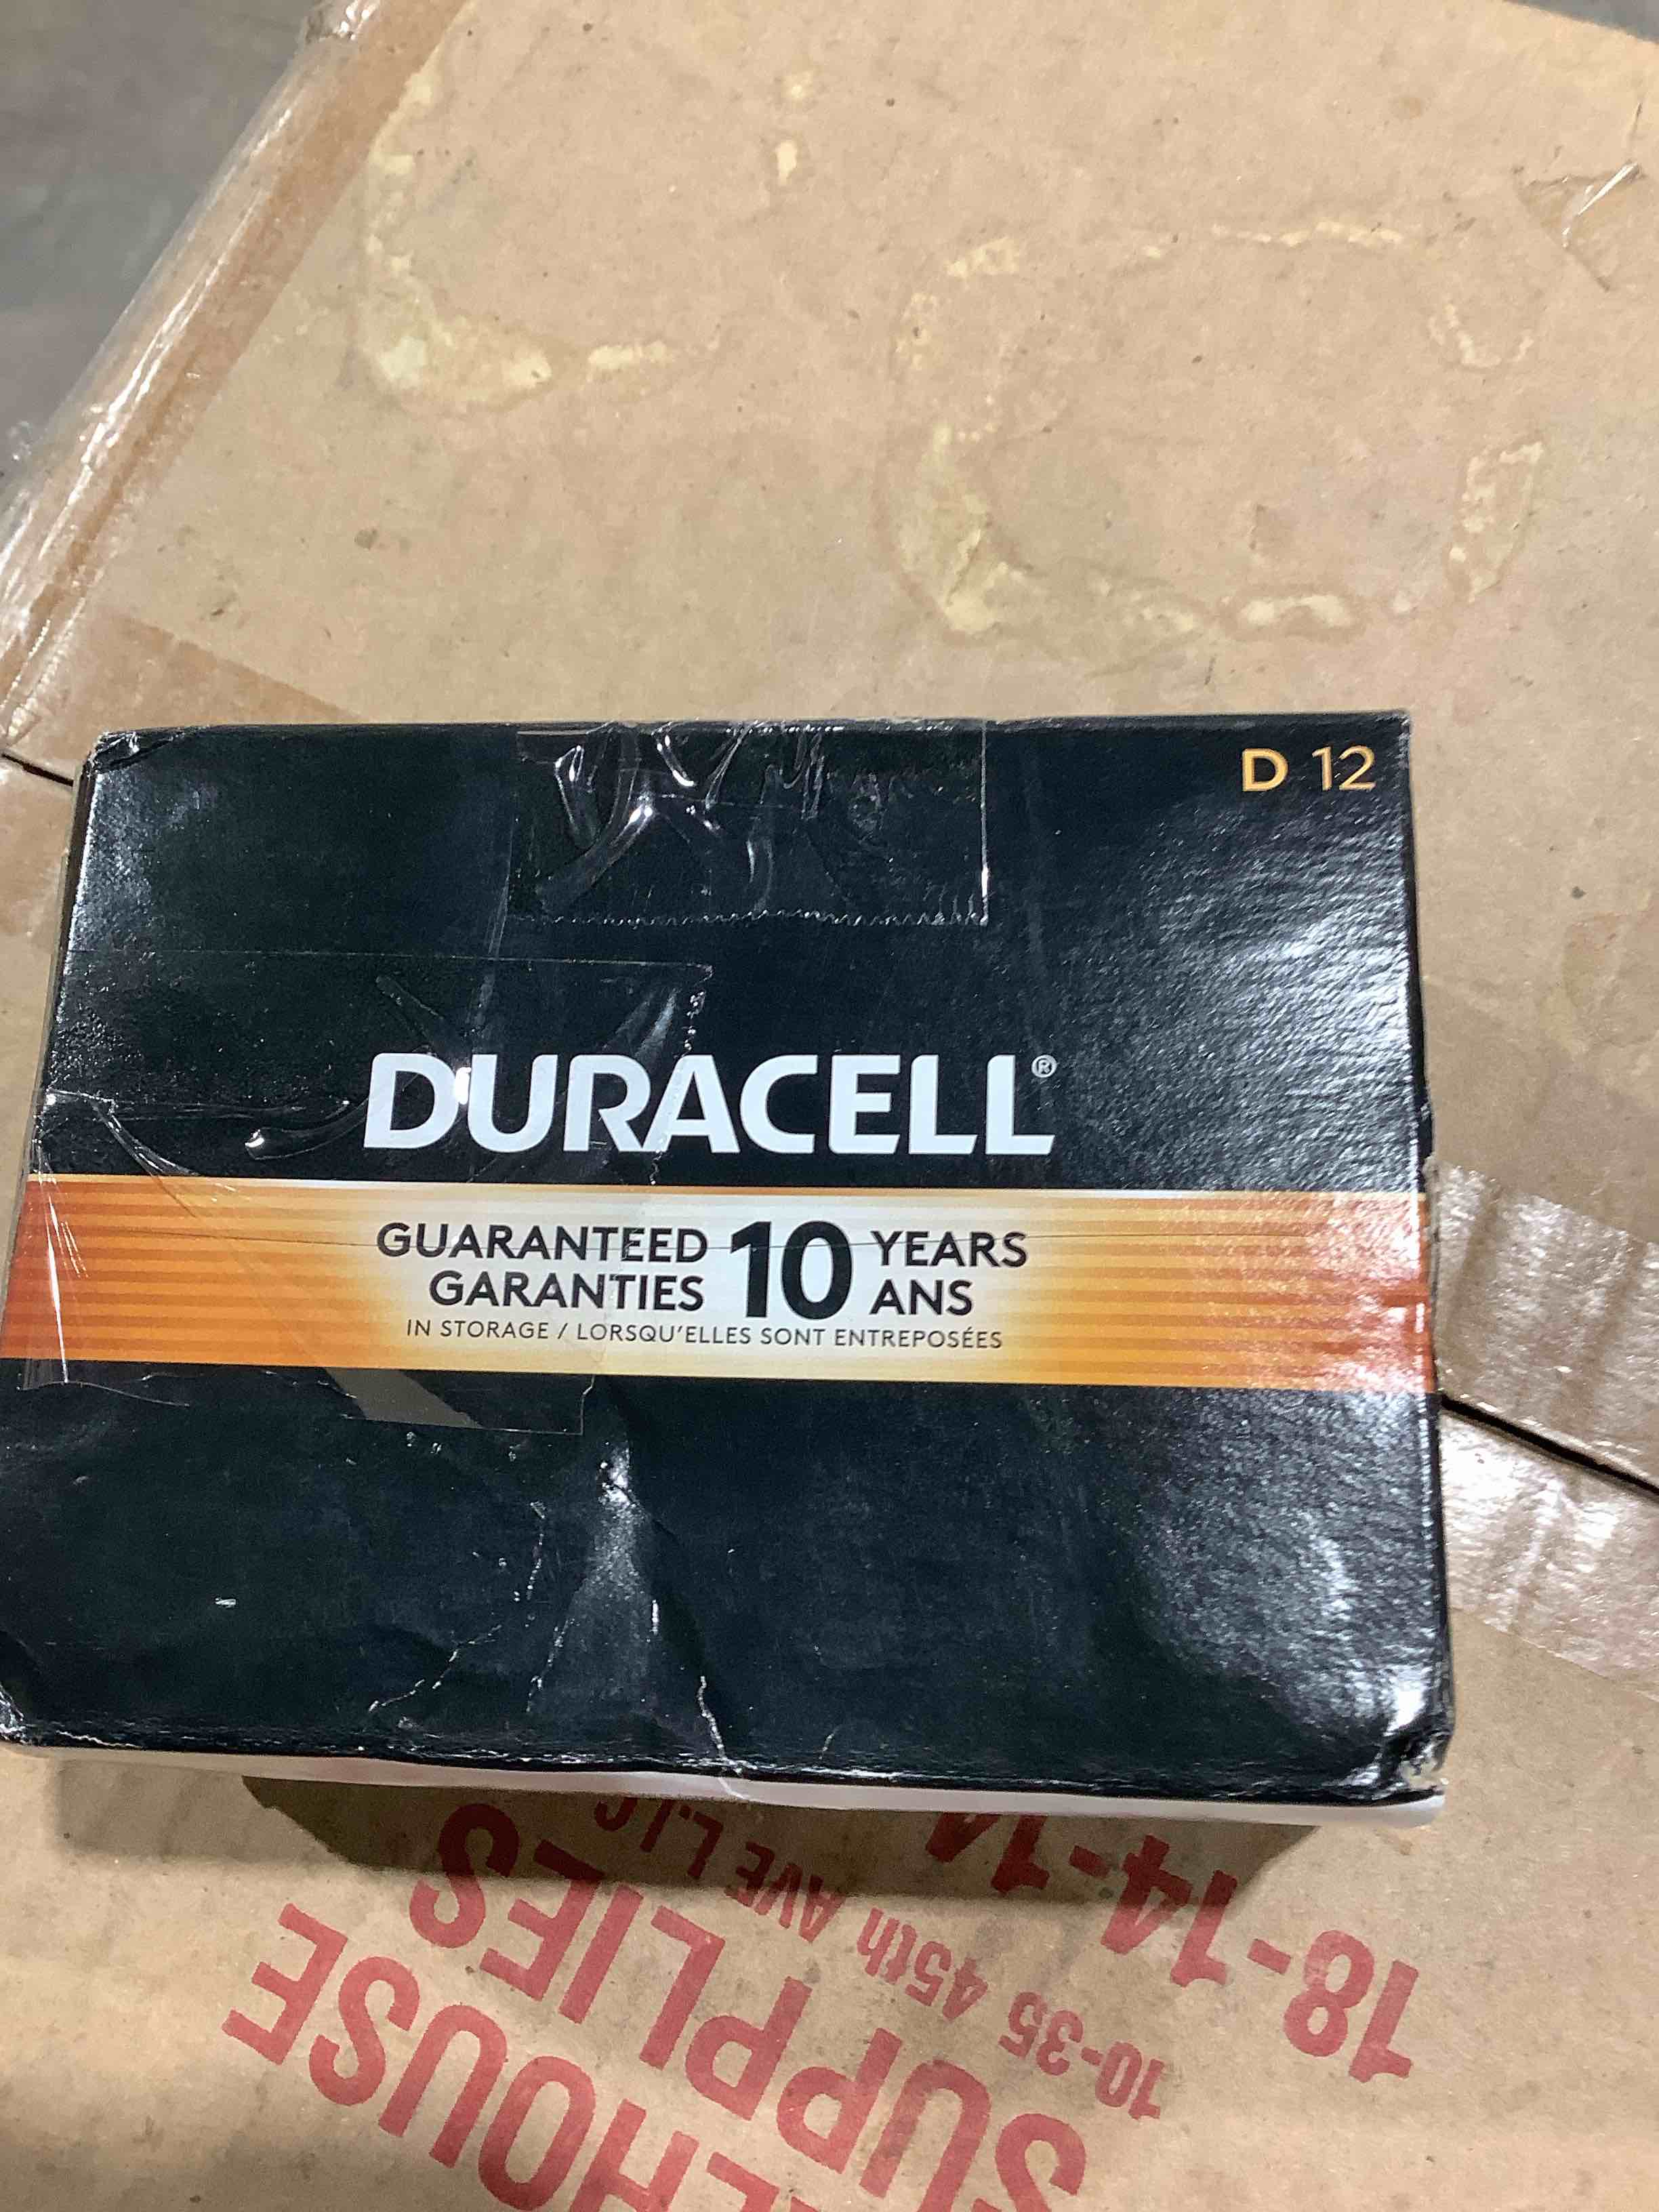 D 12
DURACELL®
GUARANTEED 10 YEARS
GARANTIES ANS
IN STORAGE / LORSQU'ELLES SONT ENTREPOSÉES
18-14-14
10-35 45th AVE L.I.C
SUPPLIES
HOUSE